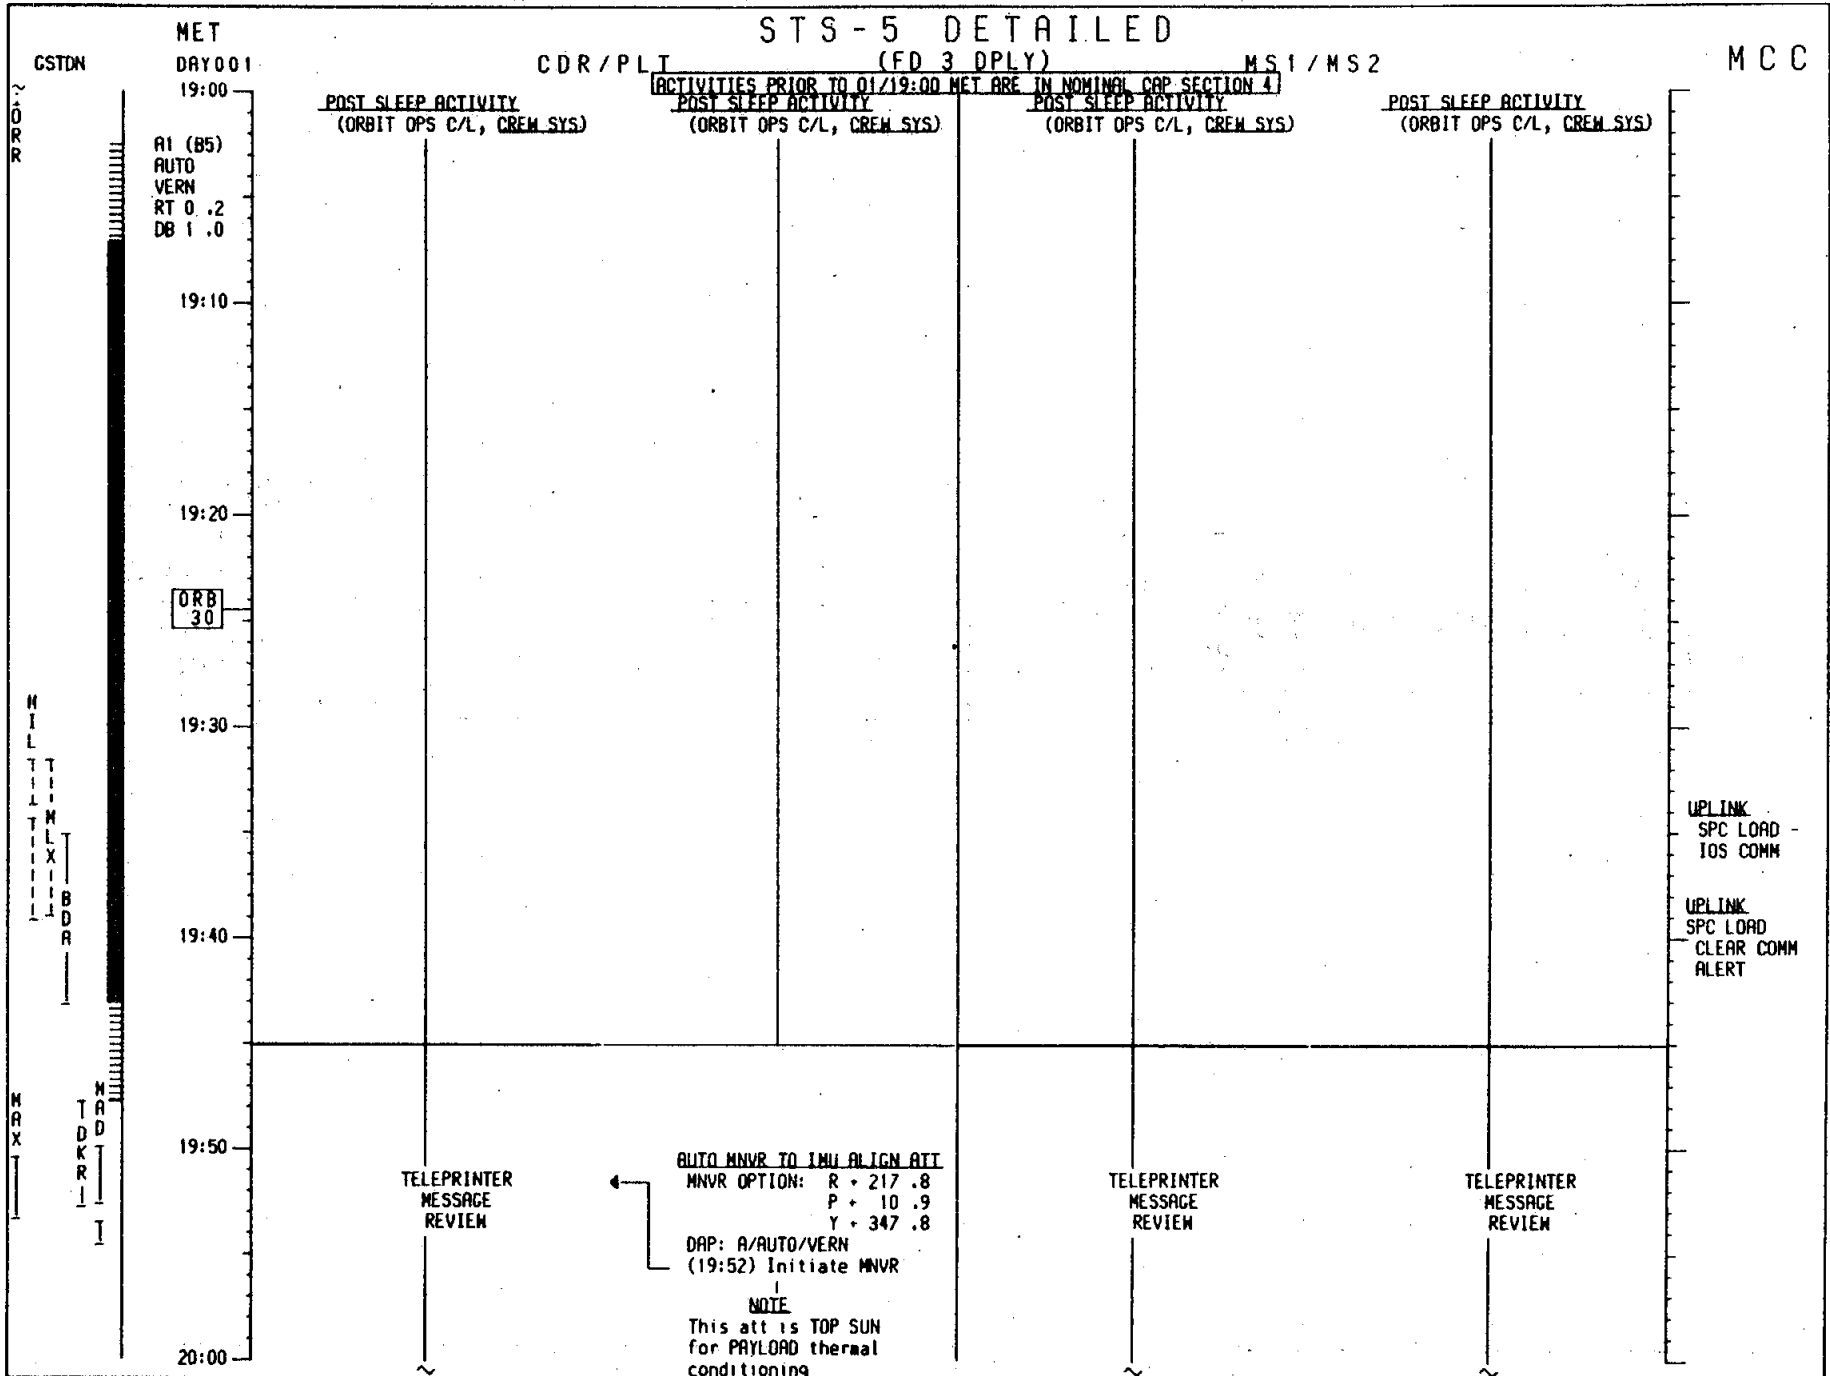 STS-5 DETAILED
MET
GSTDN
DAY001
CDR/PLT
(FD 3 DPLY)
MS1/MS2
MCC
ACTIVITIES PRIOR TO 01/19:00 MET ARE IN NOMINAL CAP SECTION 4
19:00
POST SLEEP ACTIVITY
(ORBIT OPS C/L, CREW SYS)
POST SLEEP ACTIVITY
(ORBIT OPS C/L, CREW SYS)
POST SLEEP ACTIVITY
(ORBIT OPS C/L, CREW SYS)
POST SLEEP ACTIVITY
(ORBIT OPS C/L, CREW SYS)
A1 (B5)
AUTO
VERN
RT 0 .2
DB 1 .0
19:10
19:20
ORB
30
19:30
MIL
MLX
BDA
UPLINK
SPC LOAD -
IOS COMM
UPLINK
SPC LOAD
CLEAR COMM
ALERT
19:40
MAX
TDKR
MAD
19:50
TELEPRINTER
MESSAGE
REVIEW
AUTO MNVR TO IMU ALIGN ATT
MNVR OPTION: R + 217 .8
P + 10 .9
Y + 347 .8
DAP: A/AUTO/VERN
(19:52) Initiate MNVR
NOTE
This att is TOP SUN
for PAYLOAD thermal
conditioning
TELEPRINTER
MESSAGE
REVIEW
TELEPRINTER
MESSAGE
REVIEW
20:00